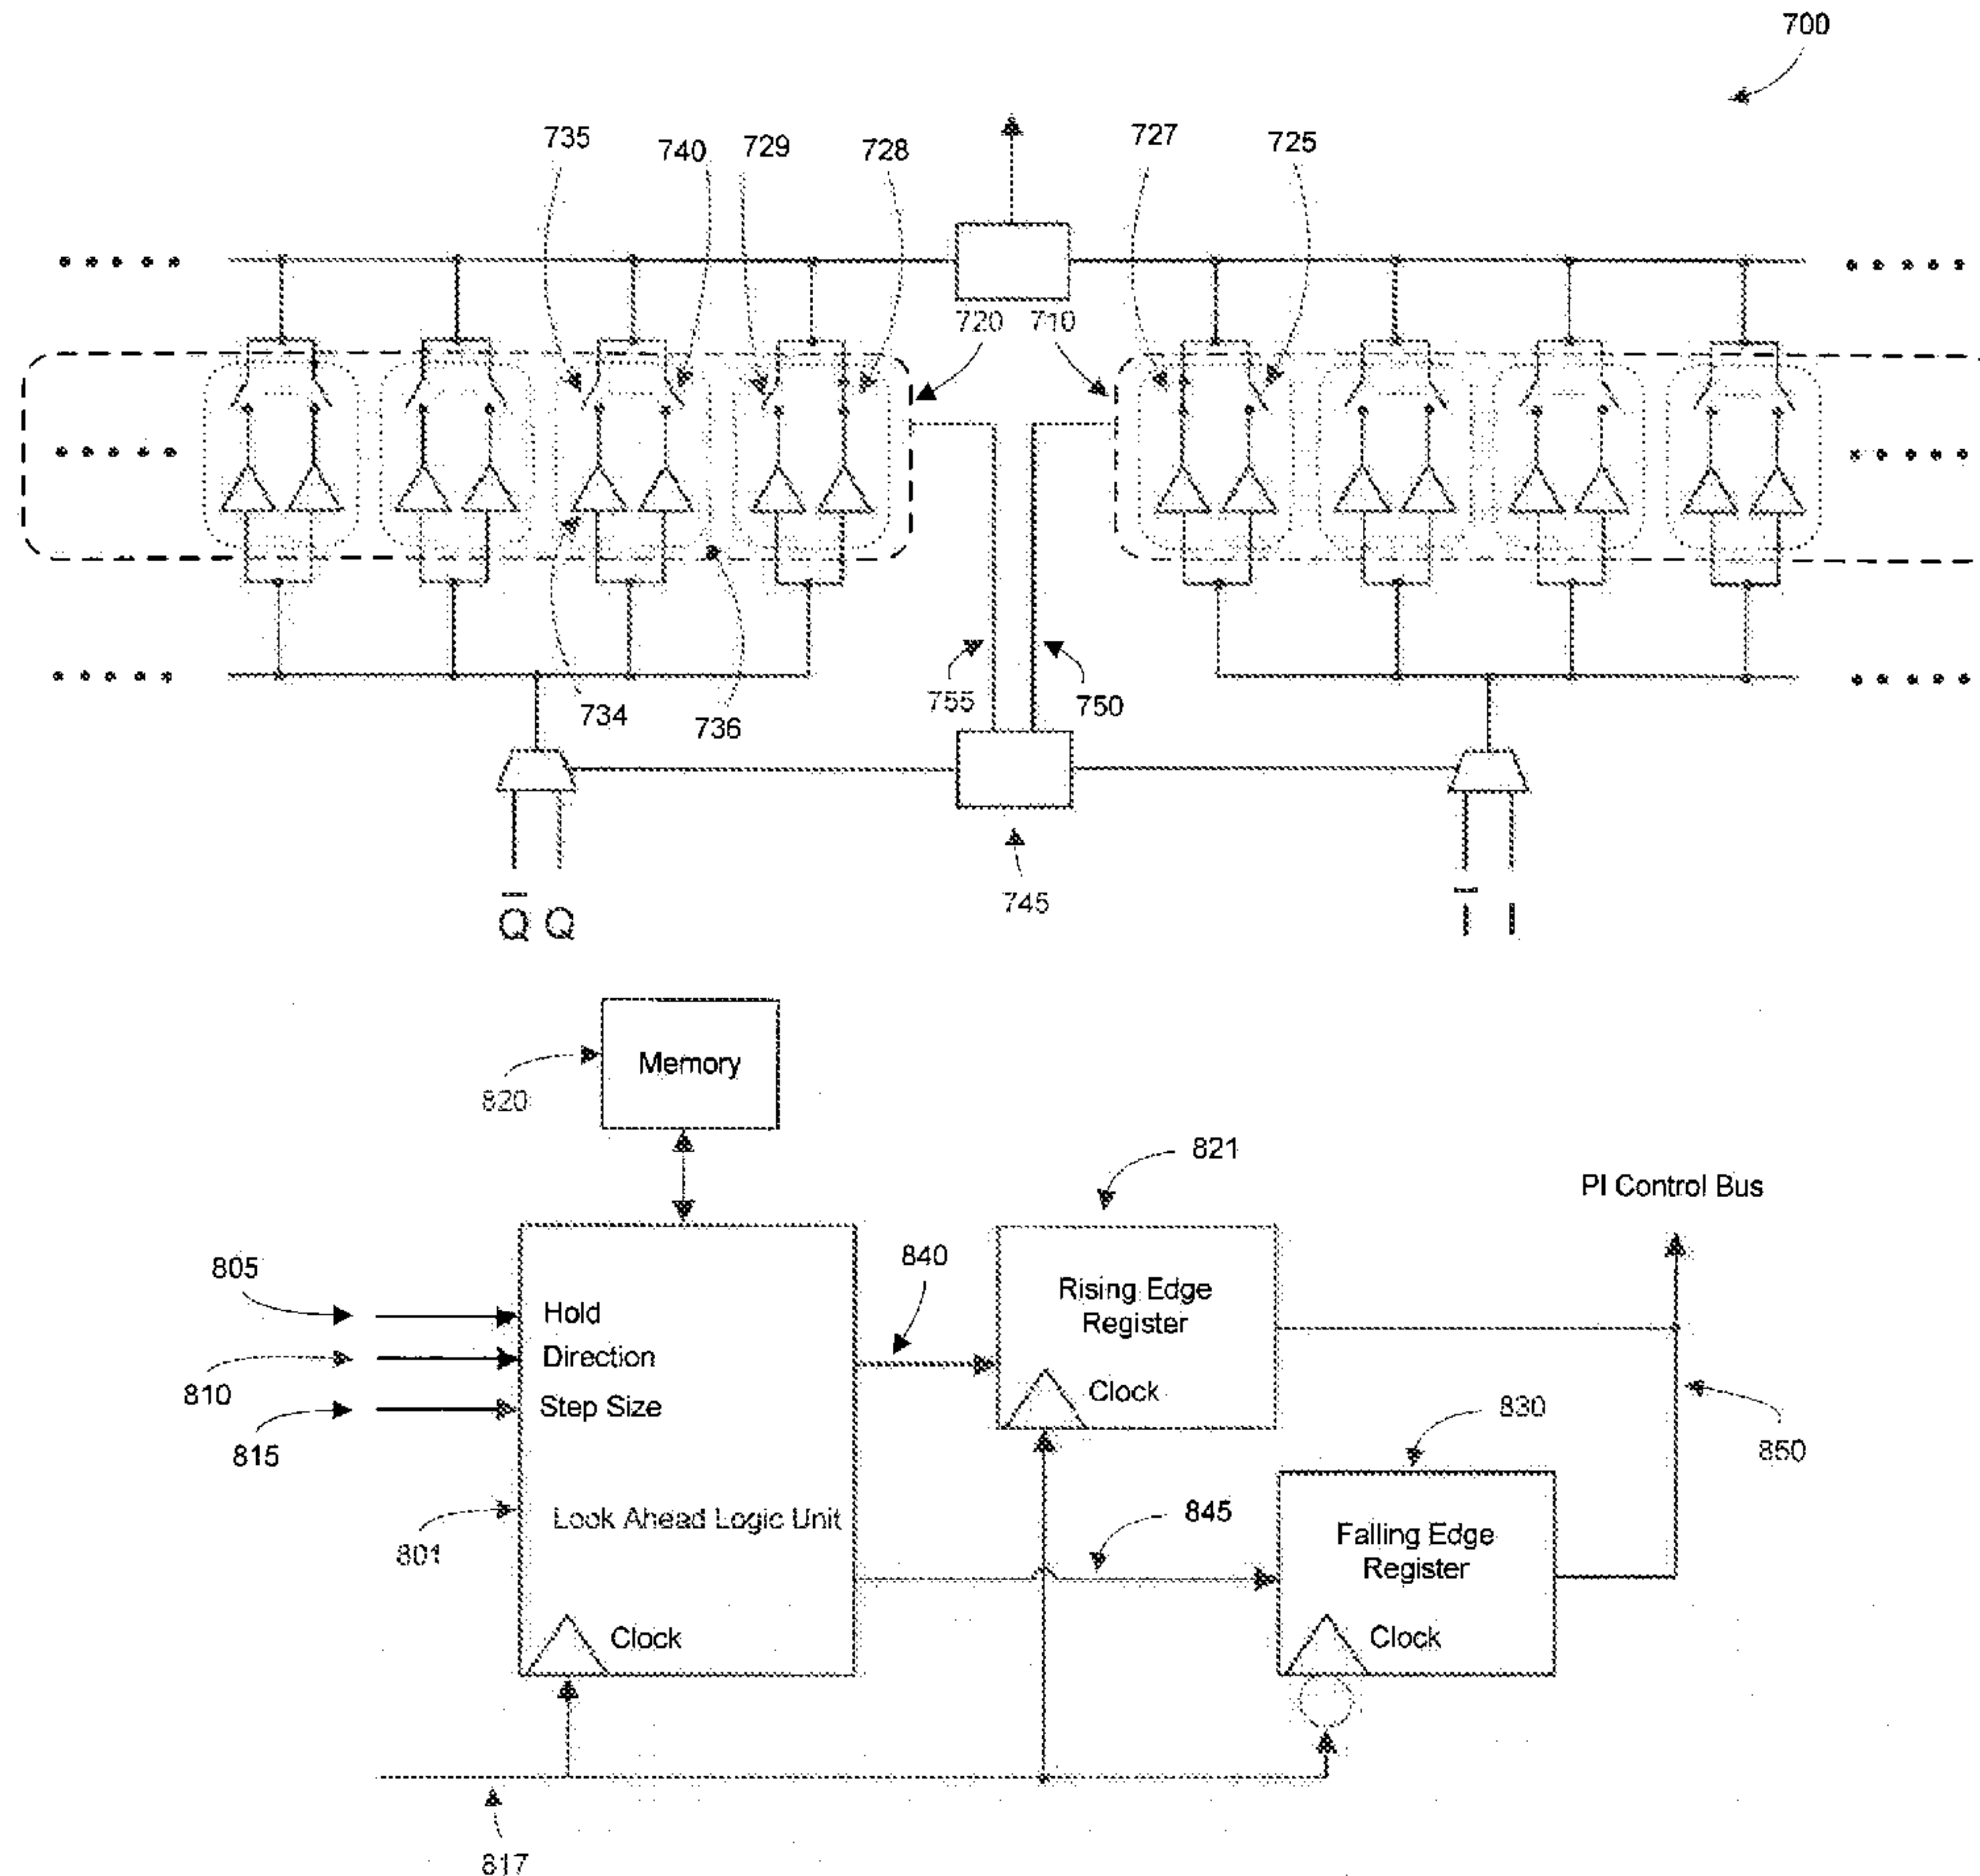 700
735
740
729
728
727
725
720
710
755
750
734
736
745
Q̅ Q
I̅ I
820
Memory
821
PI Control Bus
805
Hold
840
Rising Edge
Register
810
Direction
815
Step Size
Clock
830
850
801
Look Ahead Logic Unit
845
Falling Edge
Register
Clock
Clock
817